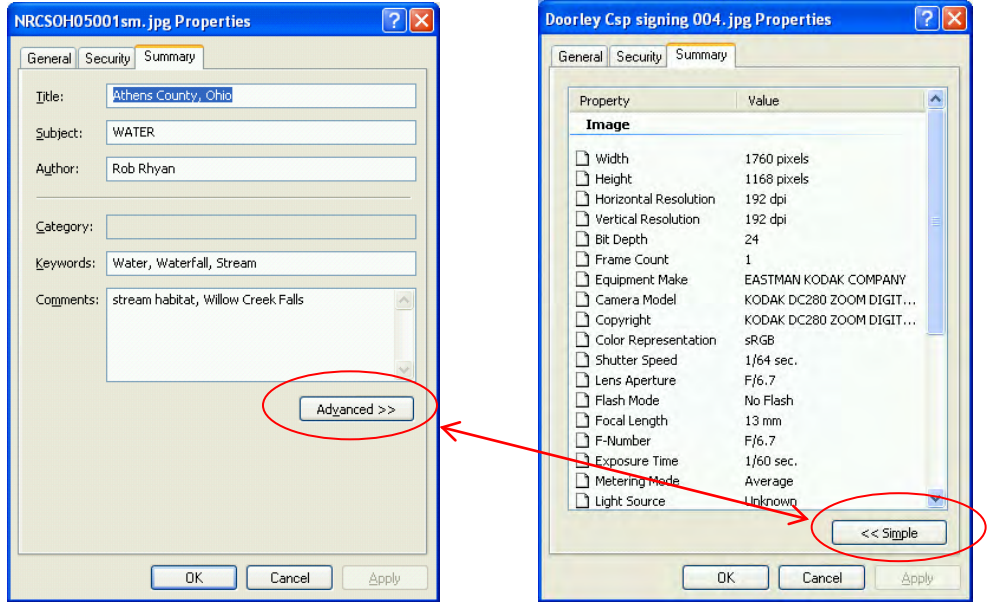 NRCSOH05001sm.jpg Properties
General Security Summary
Title: Athens County, Ohio
Subject: WATER
Author: Rob Rhyan
Category:
Keywords: Water, Waterfall, Stream
Comments: stream habitat, Willow Creek Falls
Advanced >>
OK Cancel Apply
Doorley Csp signing 004.jpg Properties
General Security Summary
Property Value
Image
Width 1760 pixels
Height 1168 pixels
Horizontal Resolution 192 dpi
Vertical Resolution 192 dpi
Bit Depth 24
Frame Count 1
Equipment Make EASTMAN KODAK COMPANY
Camera Model KODAK DC280 ZOOM DIGIT...
Copyright KODAK DC280 ZOOM DIGIT...
Color Representation sRGB
Shutter Speed 1/64 sec.
Lens Aperture F/6.7
Flash Mode No Flash
Focal Length 13 mm
F-Number F/6.7
Exposure Time 1/60 sec.
Metering Mode Average
Light Source Unknown
<< Simple
OK Cancel Apply